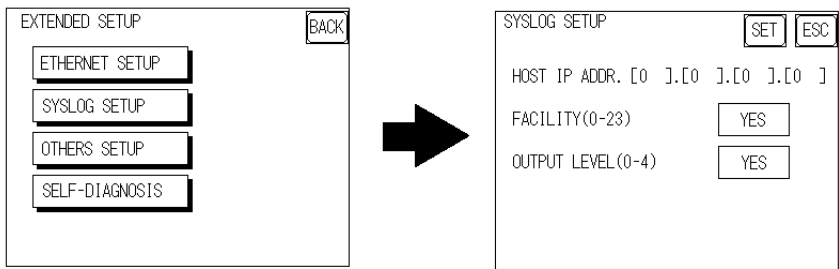 EXTENDED SETUP
BACK
ETHERNET SETUP
SYSLOG SETUP
OTHERS SETUP
SELF-DIAGNOSIS
SYSLOG SETUP
SET ESC
HOST IP ADDR. [0 ].[0 ].[0 ].[0 ]
FACILITY(0-23) YES
OUTPUT LEVEL(0-4) YES